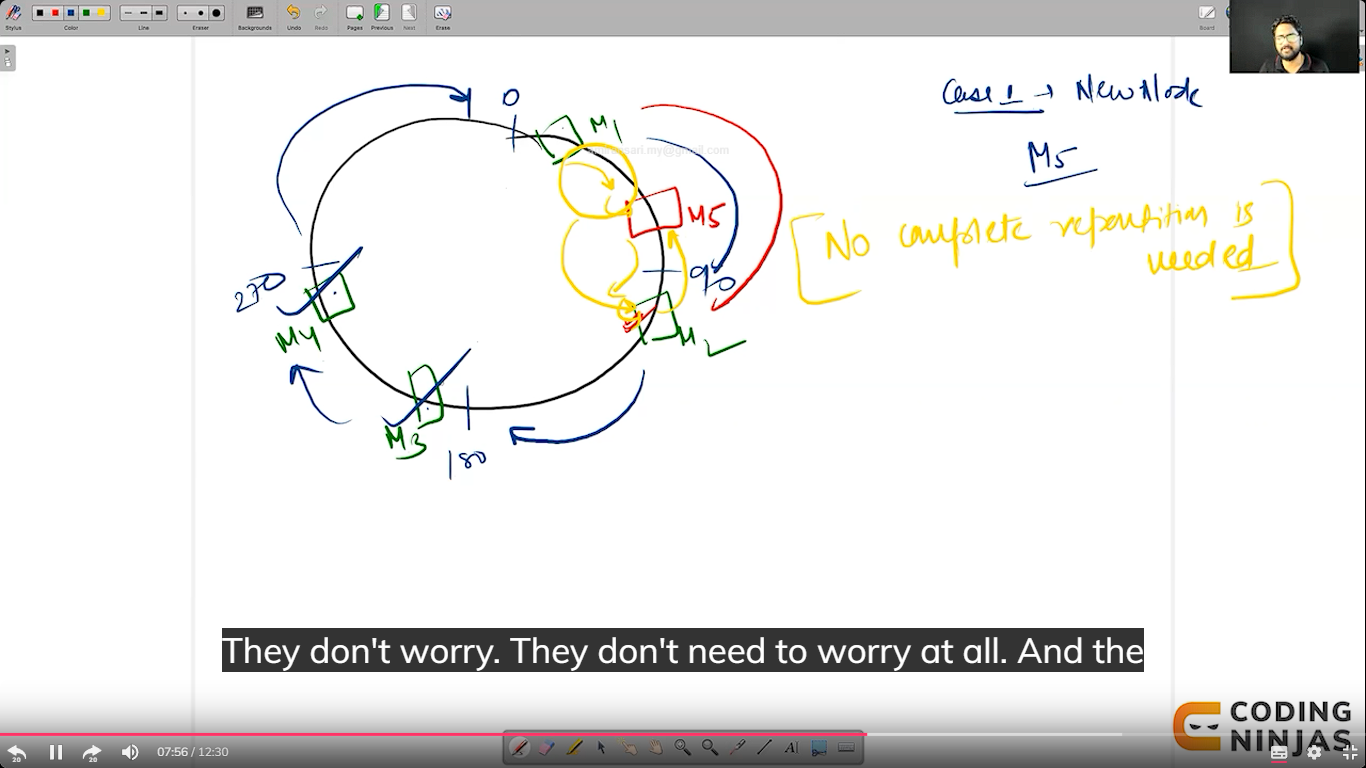 Stylus
Color
Line
Eraser
Backgrounds
Undo
Redo
Pages
Previous
Next
Erase
Board
0
M1
Case 1 → New Node
M5
M5
No complete repartition is
needed
90
270
M2
M4
M3
180
They don't worry. They don't need to worry at all. And the
CODING
NINJAS
20
20
07:56 / 12:30